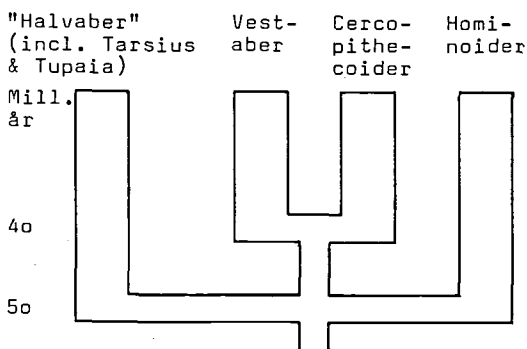 "Halvaber" Vest- Cerco- Homi-
(incl. Tarsius aber pithe- noider
& Tupaia) coider
Mill.
år
4o
5o